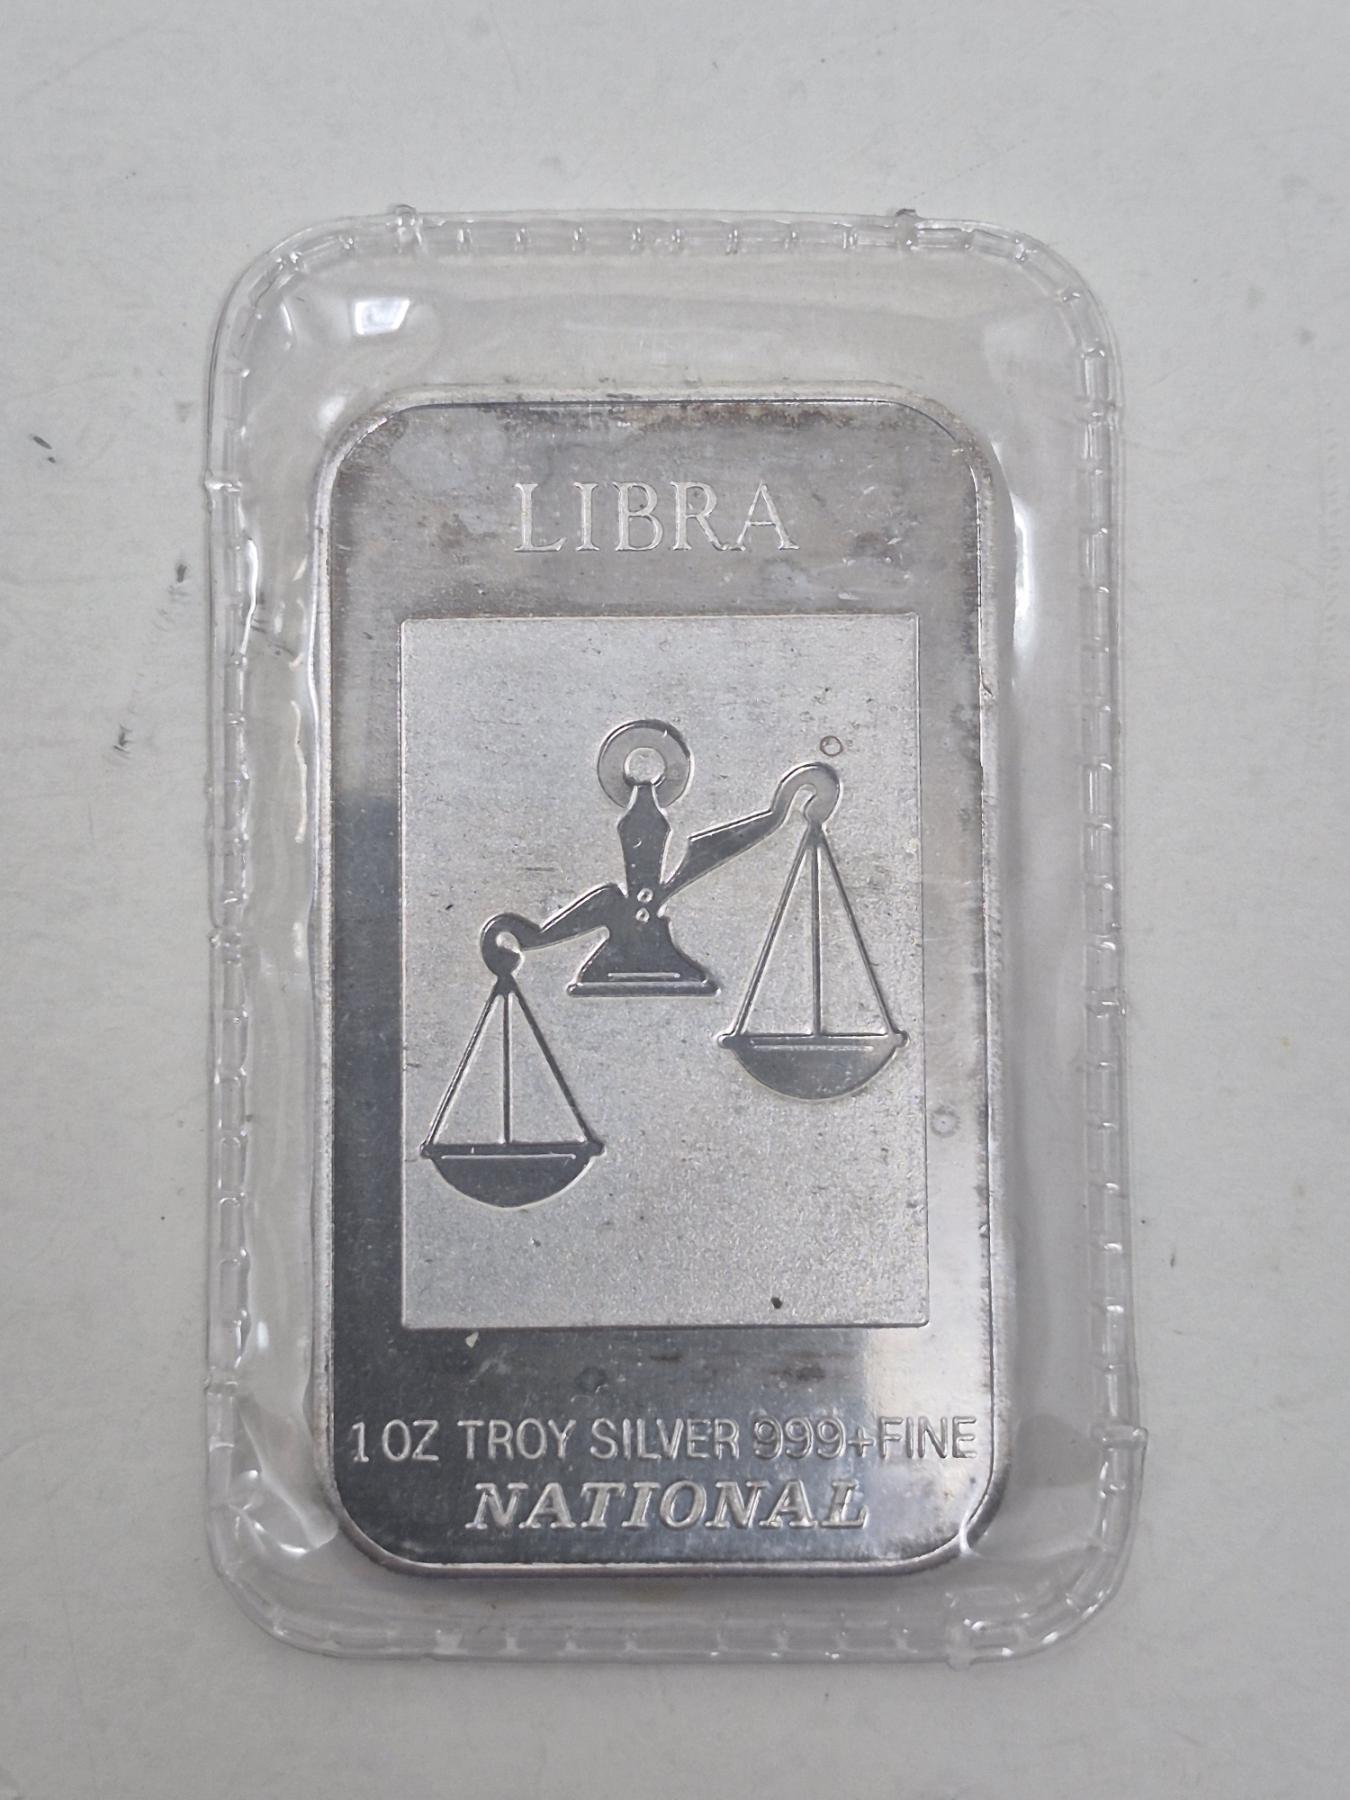 LIBRA
1 OZ TROY SILVER 999+FINE
NATIONAL